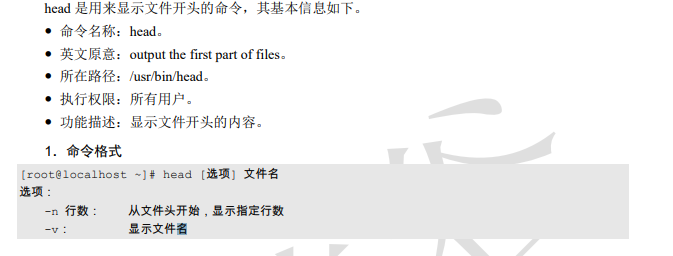 head 是用来显示文件开头的命令，其基本信息如下。
● 命令名称：head。
● 英文原意：output the first part of files。
● 所在路径：/usr/bin/head。
● 执行权限：所有用户。
● 功能描述：显示文件开头的内容。
1．命令格式
[root@localhost ~]# head [选项] 文件名
选项：
-n 行数： 从文件头开始，显示指定行数
-v： 显示文件名